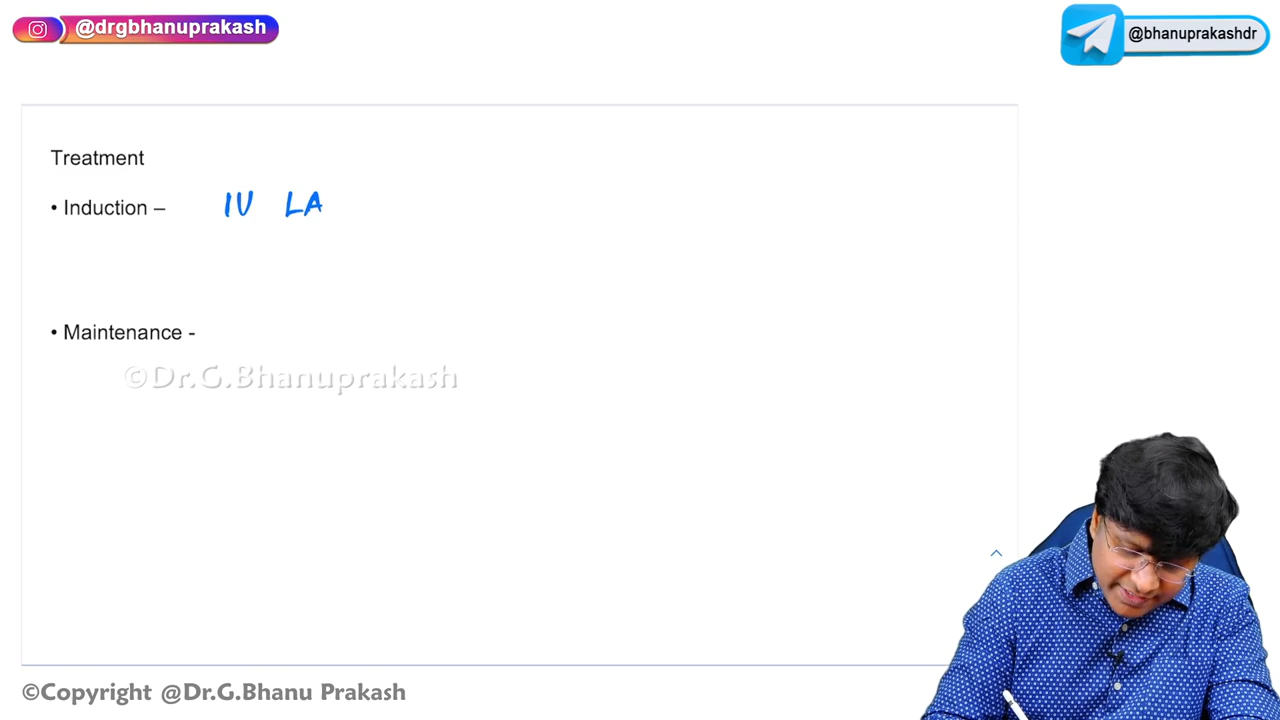 @drgbhanuprakash
@bhanuprakashdr
Treatment
• Induction – IV LA
• Maintenance -
©Dr.G.Bhanuprakash
©Copyright @Dr.G.Bhanu Prakash